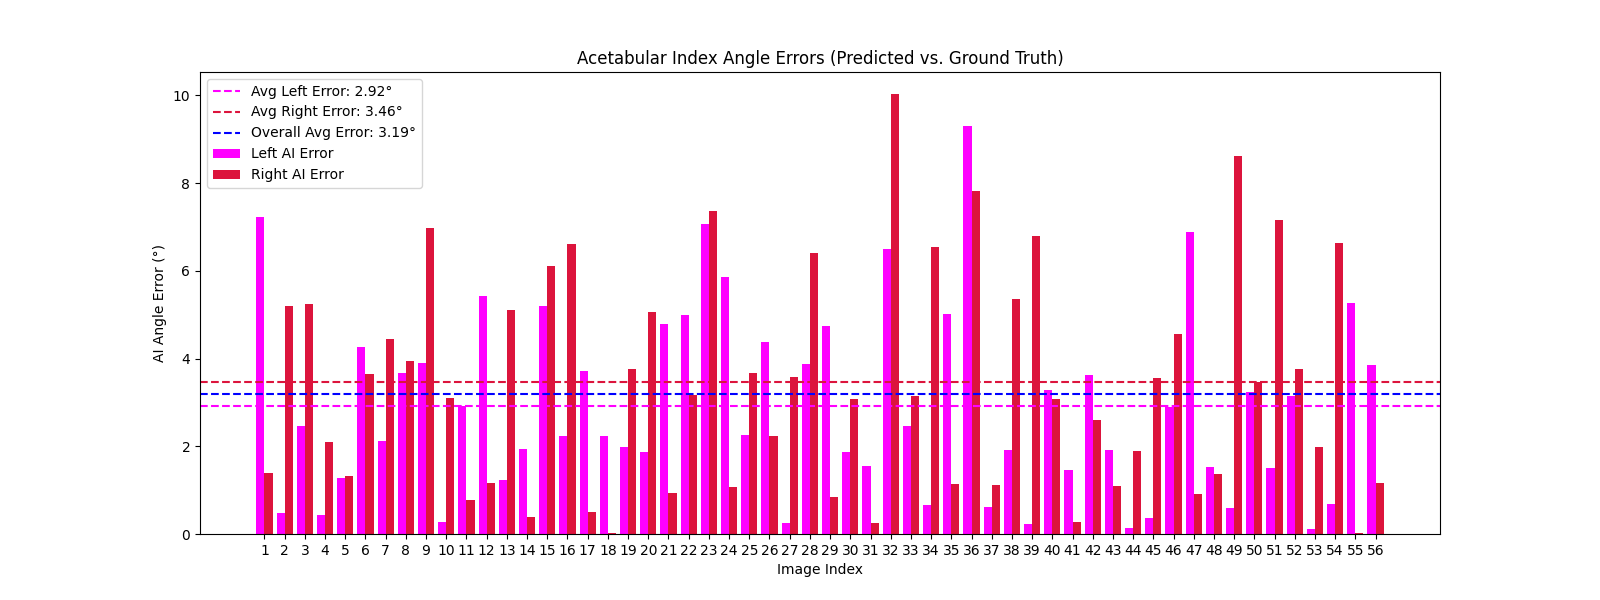 Acetabular Index Angle Errors (Predicted vs. Ground Truth)
Avg Left Error: 2.92°
Avg Right Error: 3.46°
Overall Avg Error: 3.19°
Left AI Error
Right AI Error
AI Angle Error (°)
10
8
6
4
2
0
1 2 3 4 5 6 7 8 9 10 11 12 13 14 15 16 17 18 19 20 21 22 23 24 25 26 27 28 29 30 31 32 33 34 35 36 37 38 39 40 41 42 43 44 45 46 47 48 49 50 51 52 53 54 55 56
Image Index